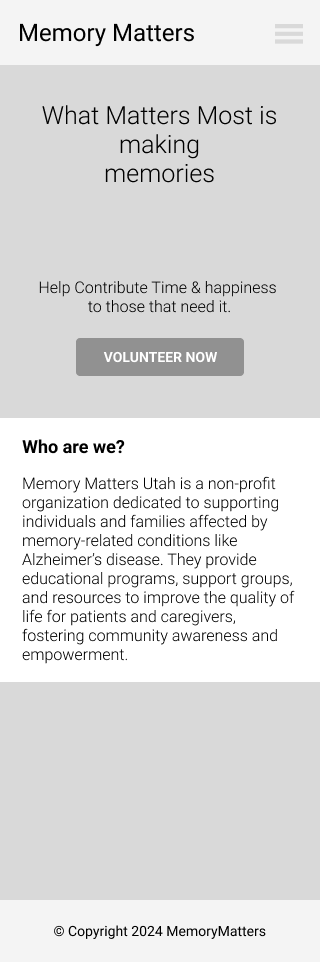 Memory Matters
What Matters Most is
making
memories
Help Contribute Time & happiness
to those that need it.
VOLUNTEER NOW
Who are we?
Memory Matters Utah is a non-profit
organization dedicated to supporting
individuals and families affected by
memory-related conditions like
Alzheimer's disease. They provide
educational programs, support groups,
and resources to improve the quality of
life for patients and caregivers,
fostering community awareness and
empowerment.
© Copyright 2024 MemoryMatters